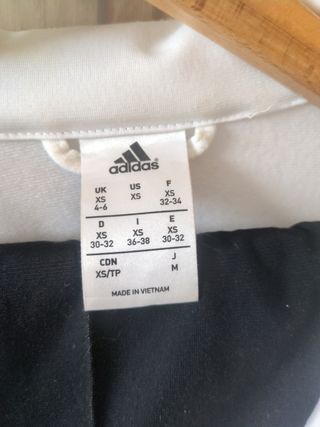 adidas
UK US F
XS XS XS
4-6 32-34
D I E
XS XS XS
30-32 36-38 30-32
CDN J
XS/TP M
MADE IN VIETNAM